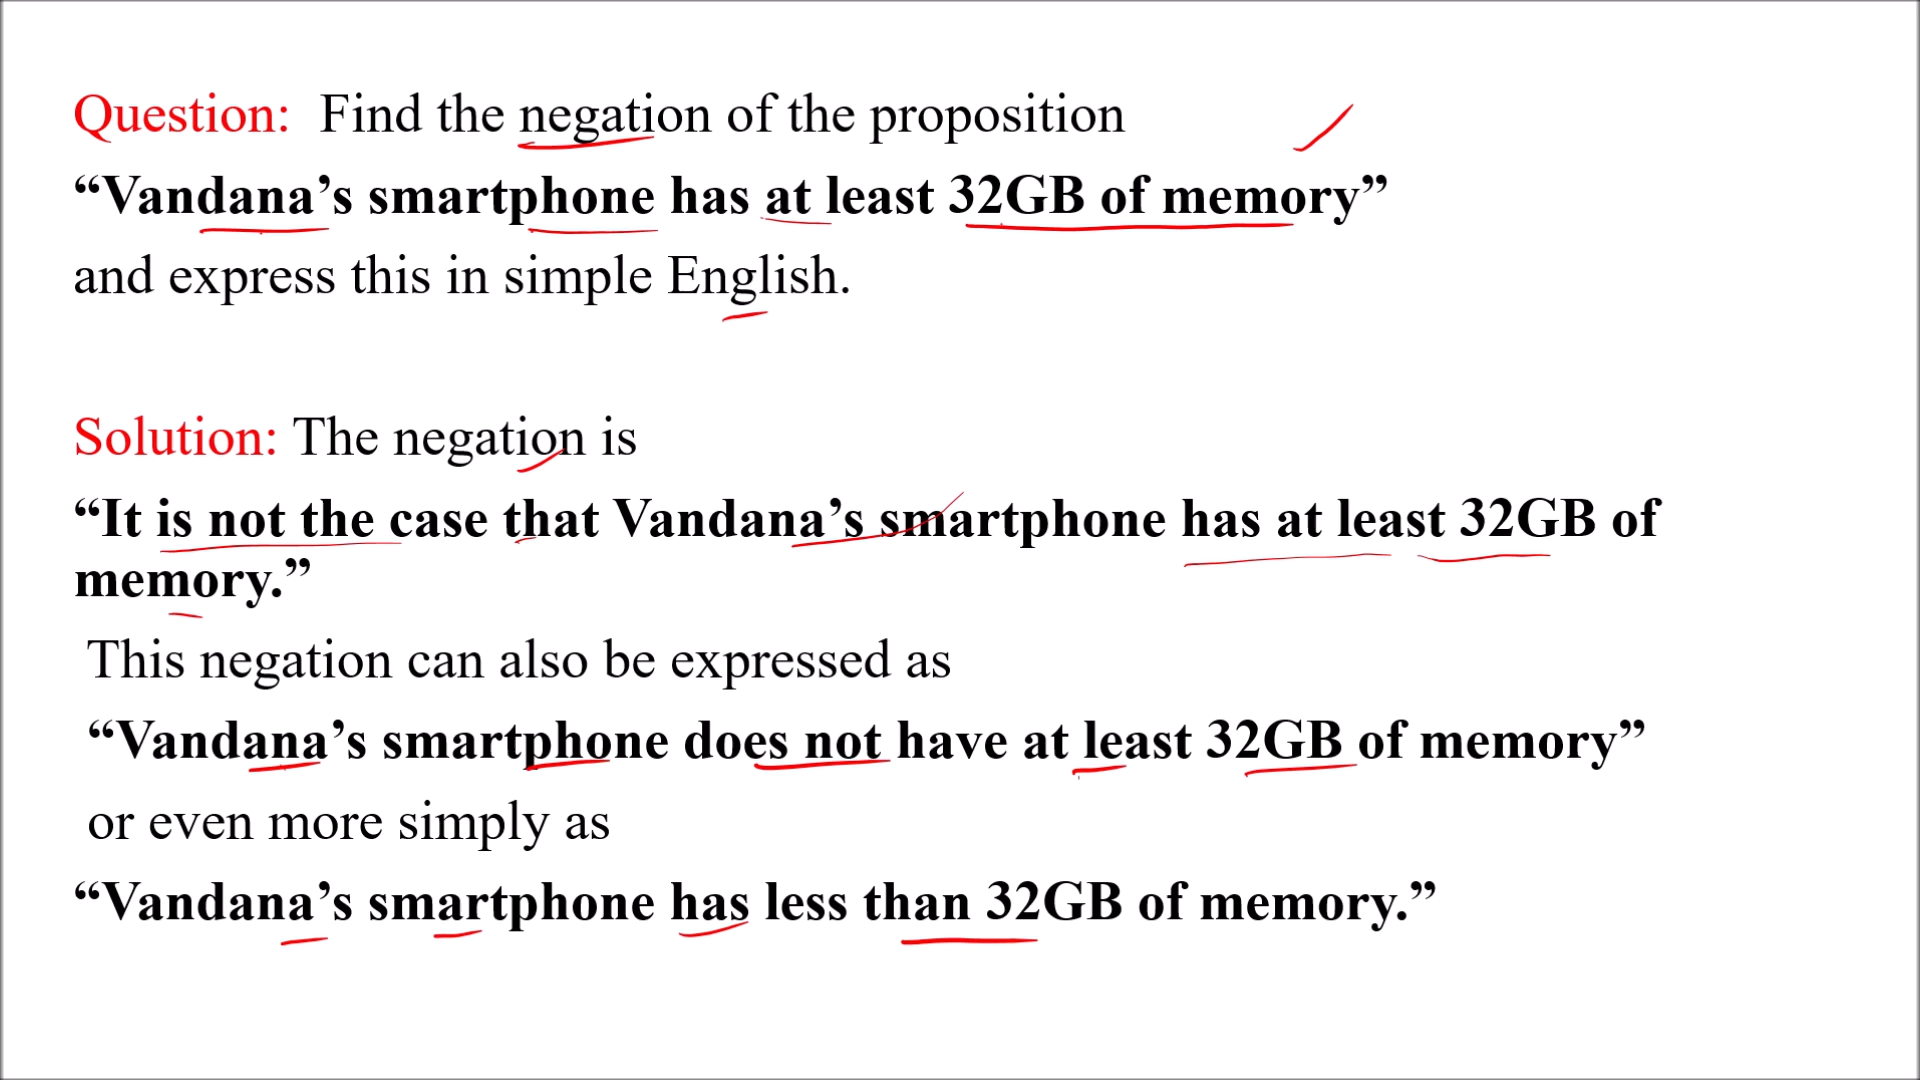 Question:  Find the negation of the proposition
“Vandana’s smartphone has at least 32GB of memory”
and express this in simple English.
Solution: The negation is
“It is not the case that Vandana’s smartphone has at least 32GB of
memory.”
This negation can also be expressed as
“Vandana’s smartphone does not have at least 32GB of memory”
or even more simply as
“Vandana’s smartphone has less than 32GB of memory.”